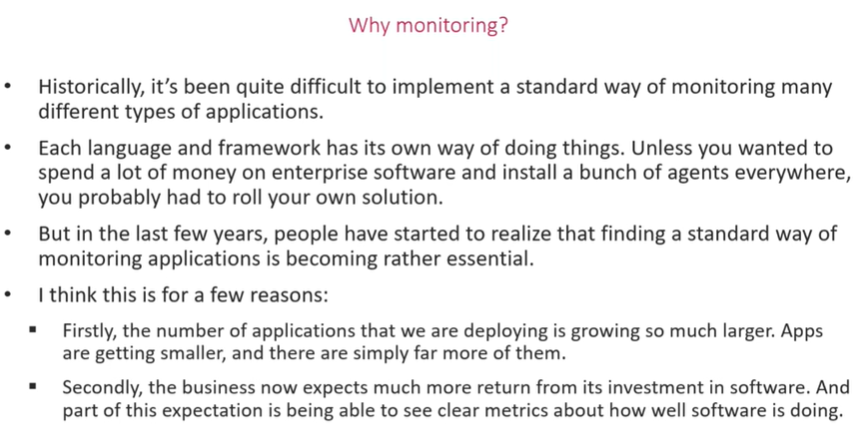 Why monitoring?
• Historically, it's been quite difficult to implement a standard way of monitoring many
different types of applications.
• Each language and framework has its own way of doing things. Unless you wanted to
spend a lot of money on enterprise software and install a bunch of agents everywhere,
you probably had to roll your own solution.
• But in the last few years, people have started to realize that finding a standard way of
monitoring applications is becoming rather essential.
• I think this is for a few reasons:
▪ Firstly, the number of applications that we are deploying is growing so much larger. Apps
are getting smaller, and there are simply far more of them.
▪ Secondly, the business now expects much more return from its investment in software. And
part of this expectation is being able to see clear metrics about how well software is doing.